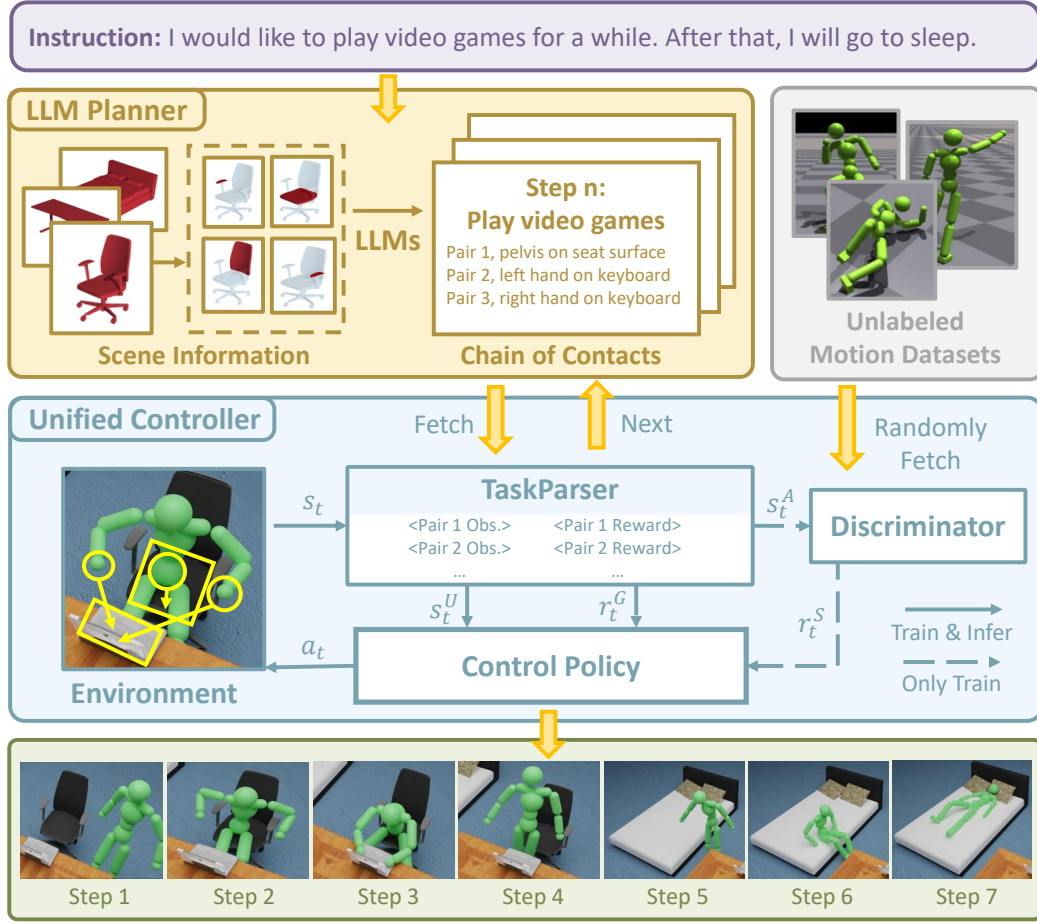 Instruction: I would like to play video games for a while. After that, I will go to sleep.
LLM Planner
Scene Information
LLMs
Step n:
Play video games
Pair 1, pelvis on seat surface
Pair 2, left hand on keyboard
Pair 3, right hand on keyboard
Chain of Contacts
Unlabeled
Motion Datasets
Unified Controller
Fetch
Next
Randomly
Fetch
Environment
s_t
TaskParser
<Pair 1 Obs.> <Pair 1 Reward>
<Pair 2 Obs.> <Pair 2 Reward>
... ...
s_t^A
Discriminator
s_t^U
r_t^G
r_t^S
a_t
Control Policy
Train & Infer
Only Train
Step 1
Step 2
Step 3
Step 4
Step 5
Step 6
Step 7